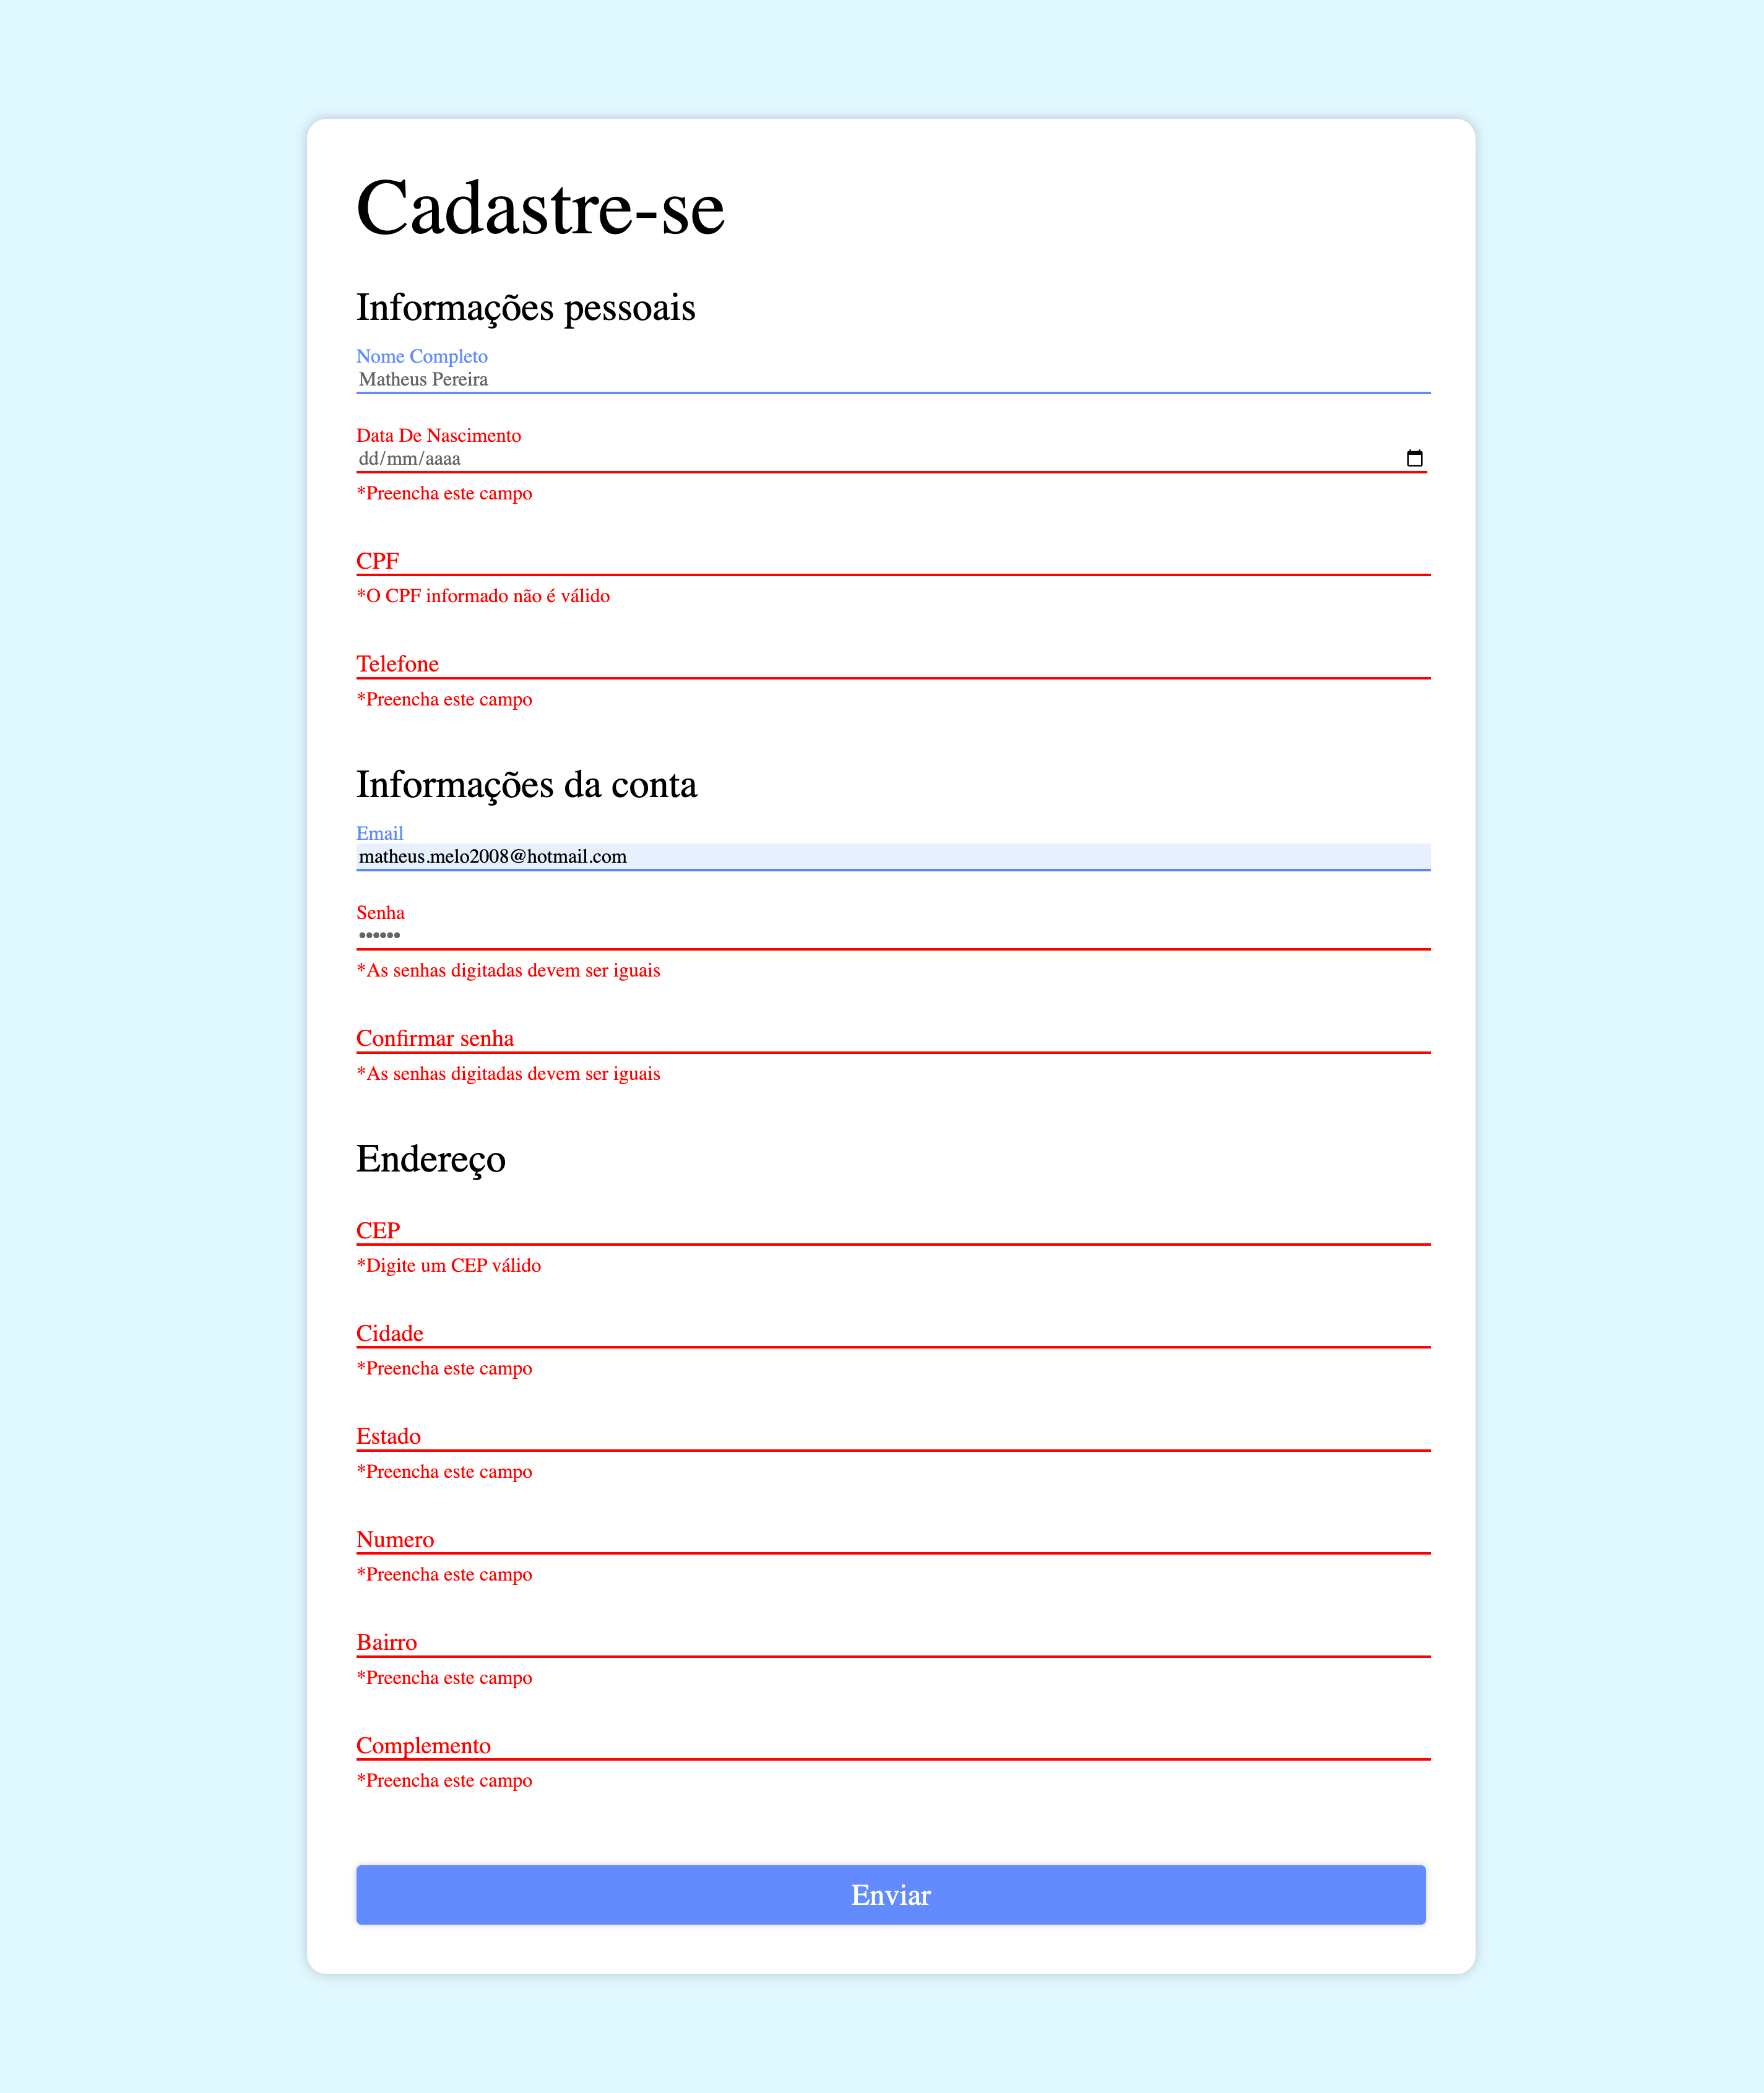 Cadastre-se
Informações pessoais
Nome Completo
Matheus Pereira
Data De Nascimento
dd/mm/aaaa
*Preencha este campo
CPF
*O CPF informado não é válido
Telefone
*Preencha este campo
Informações da conta
Email
matheus.melo2008@hotmail.com
Senha
••••••
*As senhas digitadas devem ser iguais
Confirmar senha
*As senhas digitadas devem ser iguais
Endereço
CEP
*Digite um CEP válido
Cidade
*Preencha este campo
Estado
*Preencha este campo
Numero
*Preencha este campo
Bairro
*Preencha este campo
Complemento
*Preencha este campo
Enviar